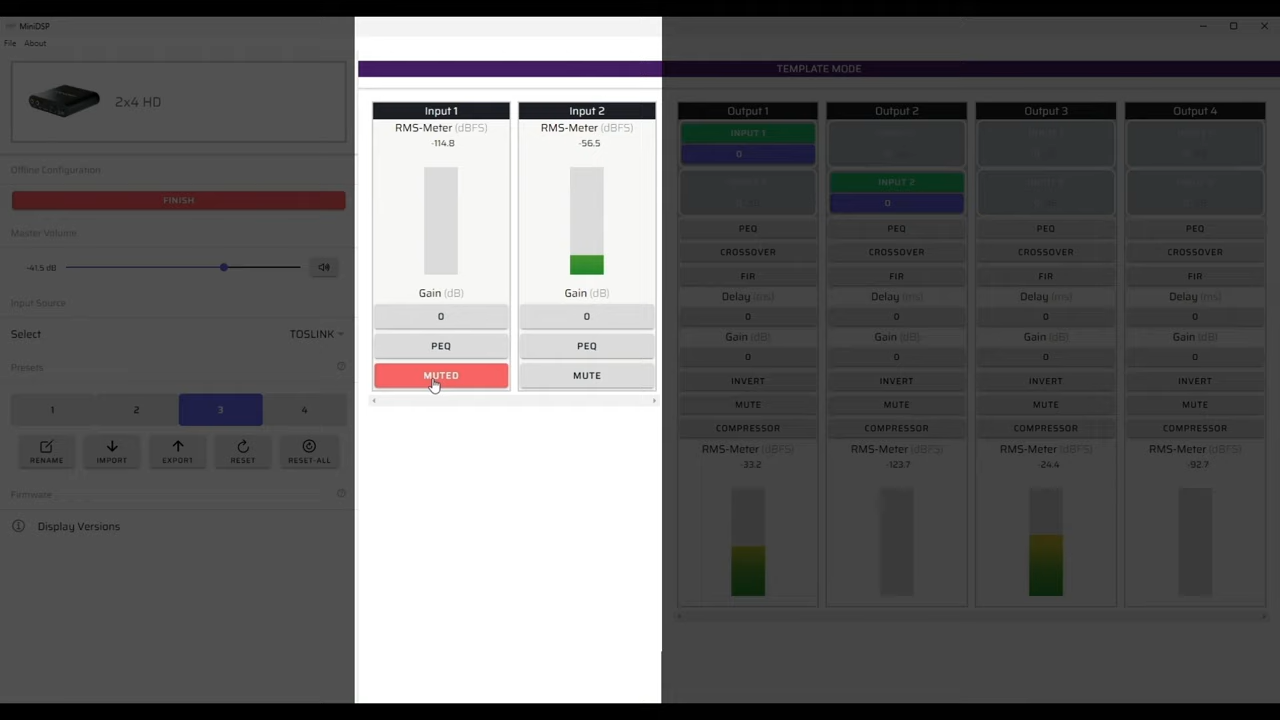 MiniDSP
File About
TEMPLATE MODE
2x4 HD
Offline Configuration
FINISH
Master Volume
-41.5 dB
Input Source
Select TOSLINK
Presets
1 2 3 4
RENAME IMPORT EXPORT RESET RESET-ALL
Firmware
Display Versions
Input 1 Input 2
RMS-Meter (dBFS) RMS-Meter (dBFS)
-114.8 -56.5
Gain (dB) Gain (dB)
0 0
PEQ PEQ
MUTED MUTE
Output 1 Output 2 Output 3 Output 4
INPUT 1
0
INPUT 2
0
PEQ PEQ PEQ PEQ
CROSSOVER CROSSOVER CROSSOVER CROSSOVER
FIR FIR FIR FIR
Delay (ms) Delay (ms) Delay (ms) Delay (ms)
0 0 0 0
Gain (dB) Gain (dB) Gain (dB) Gain (dB)
0 0 0 0
INVERT INVERT INVERT INVERT
MUTE MUTE MUTE MUTE
COMPRESSOR COMPRESSOR COMPRESSOR COMPRESSOR
RMS-Meter (dBFS) RMS-Meter (dBFS) RMS-Meter (dBFS) RMS-Meter (dBFS)
-33.2 -123.7 -24.4 -92.7